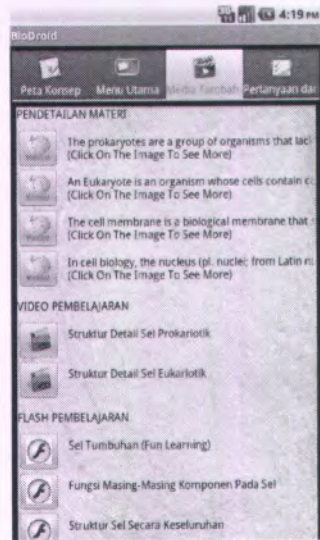 4:19 PM
BioDroid
Peta Konsep Menu Utama Media Tambah Pertanyaan dan
PENDETAILAN MATERI
The prokaryotes are a group of organisms that lacl
(Click On The Image To See More)
An Eukaryote is an organism whose cells contain c
(Click On The Image To See More)
The cell membrane is a biological membrane that s
(Click On The Image To See More)
In cell biology, the nucleus (pl. nuclei; from Latin n
(Click On The Image To See More)
VIDEO PEMBELAJARAN
Struktur Detail Sel Prokariotik
Struktur Detail Sel Eukariotik
FLASH PEMBELAJARAN
Sel Tumbuhan (Fun Learning)
Fungsi Masing-Masing Komponen Pada Sel
Struktur Sel Secara Keseluruhan